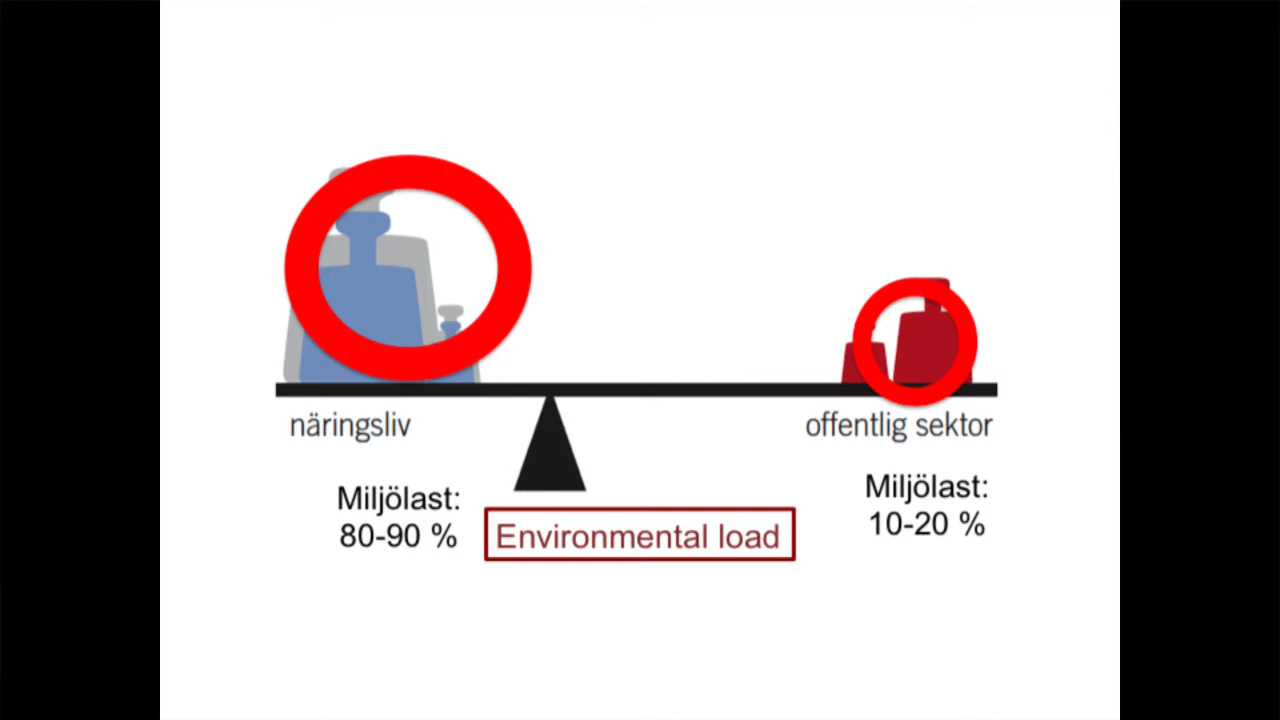 näringsliv
offentlig sektor
Miljölast:
80-90 %
Environmental load
Miljölast:
10-20 %